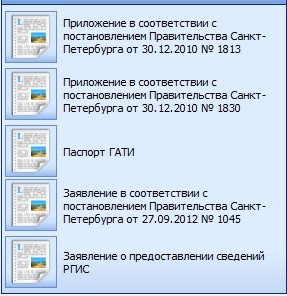 Приложение в соответствии с
постановлением Правительства Санкт-
Петербурга от 30.12.2010 № 1813
Приложение в соответствии с
постановлением Правительства Санкт-
Петербурга от 30.12.2010 № 1830
Паспорт ГАТИ
Заявление в соответствии с
постановлением Правительства Санкт-
Петербурга от 27.09.2012 № 1045
Заявление о предоставлении сведений
РГИС